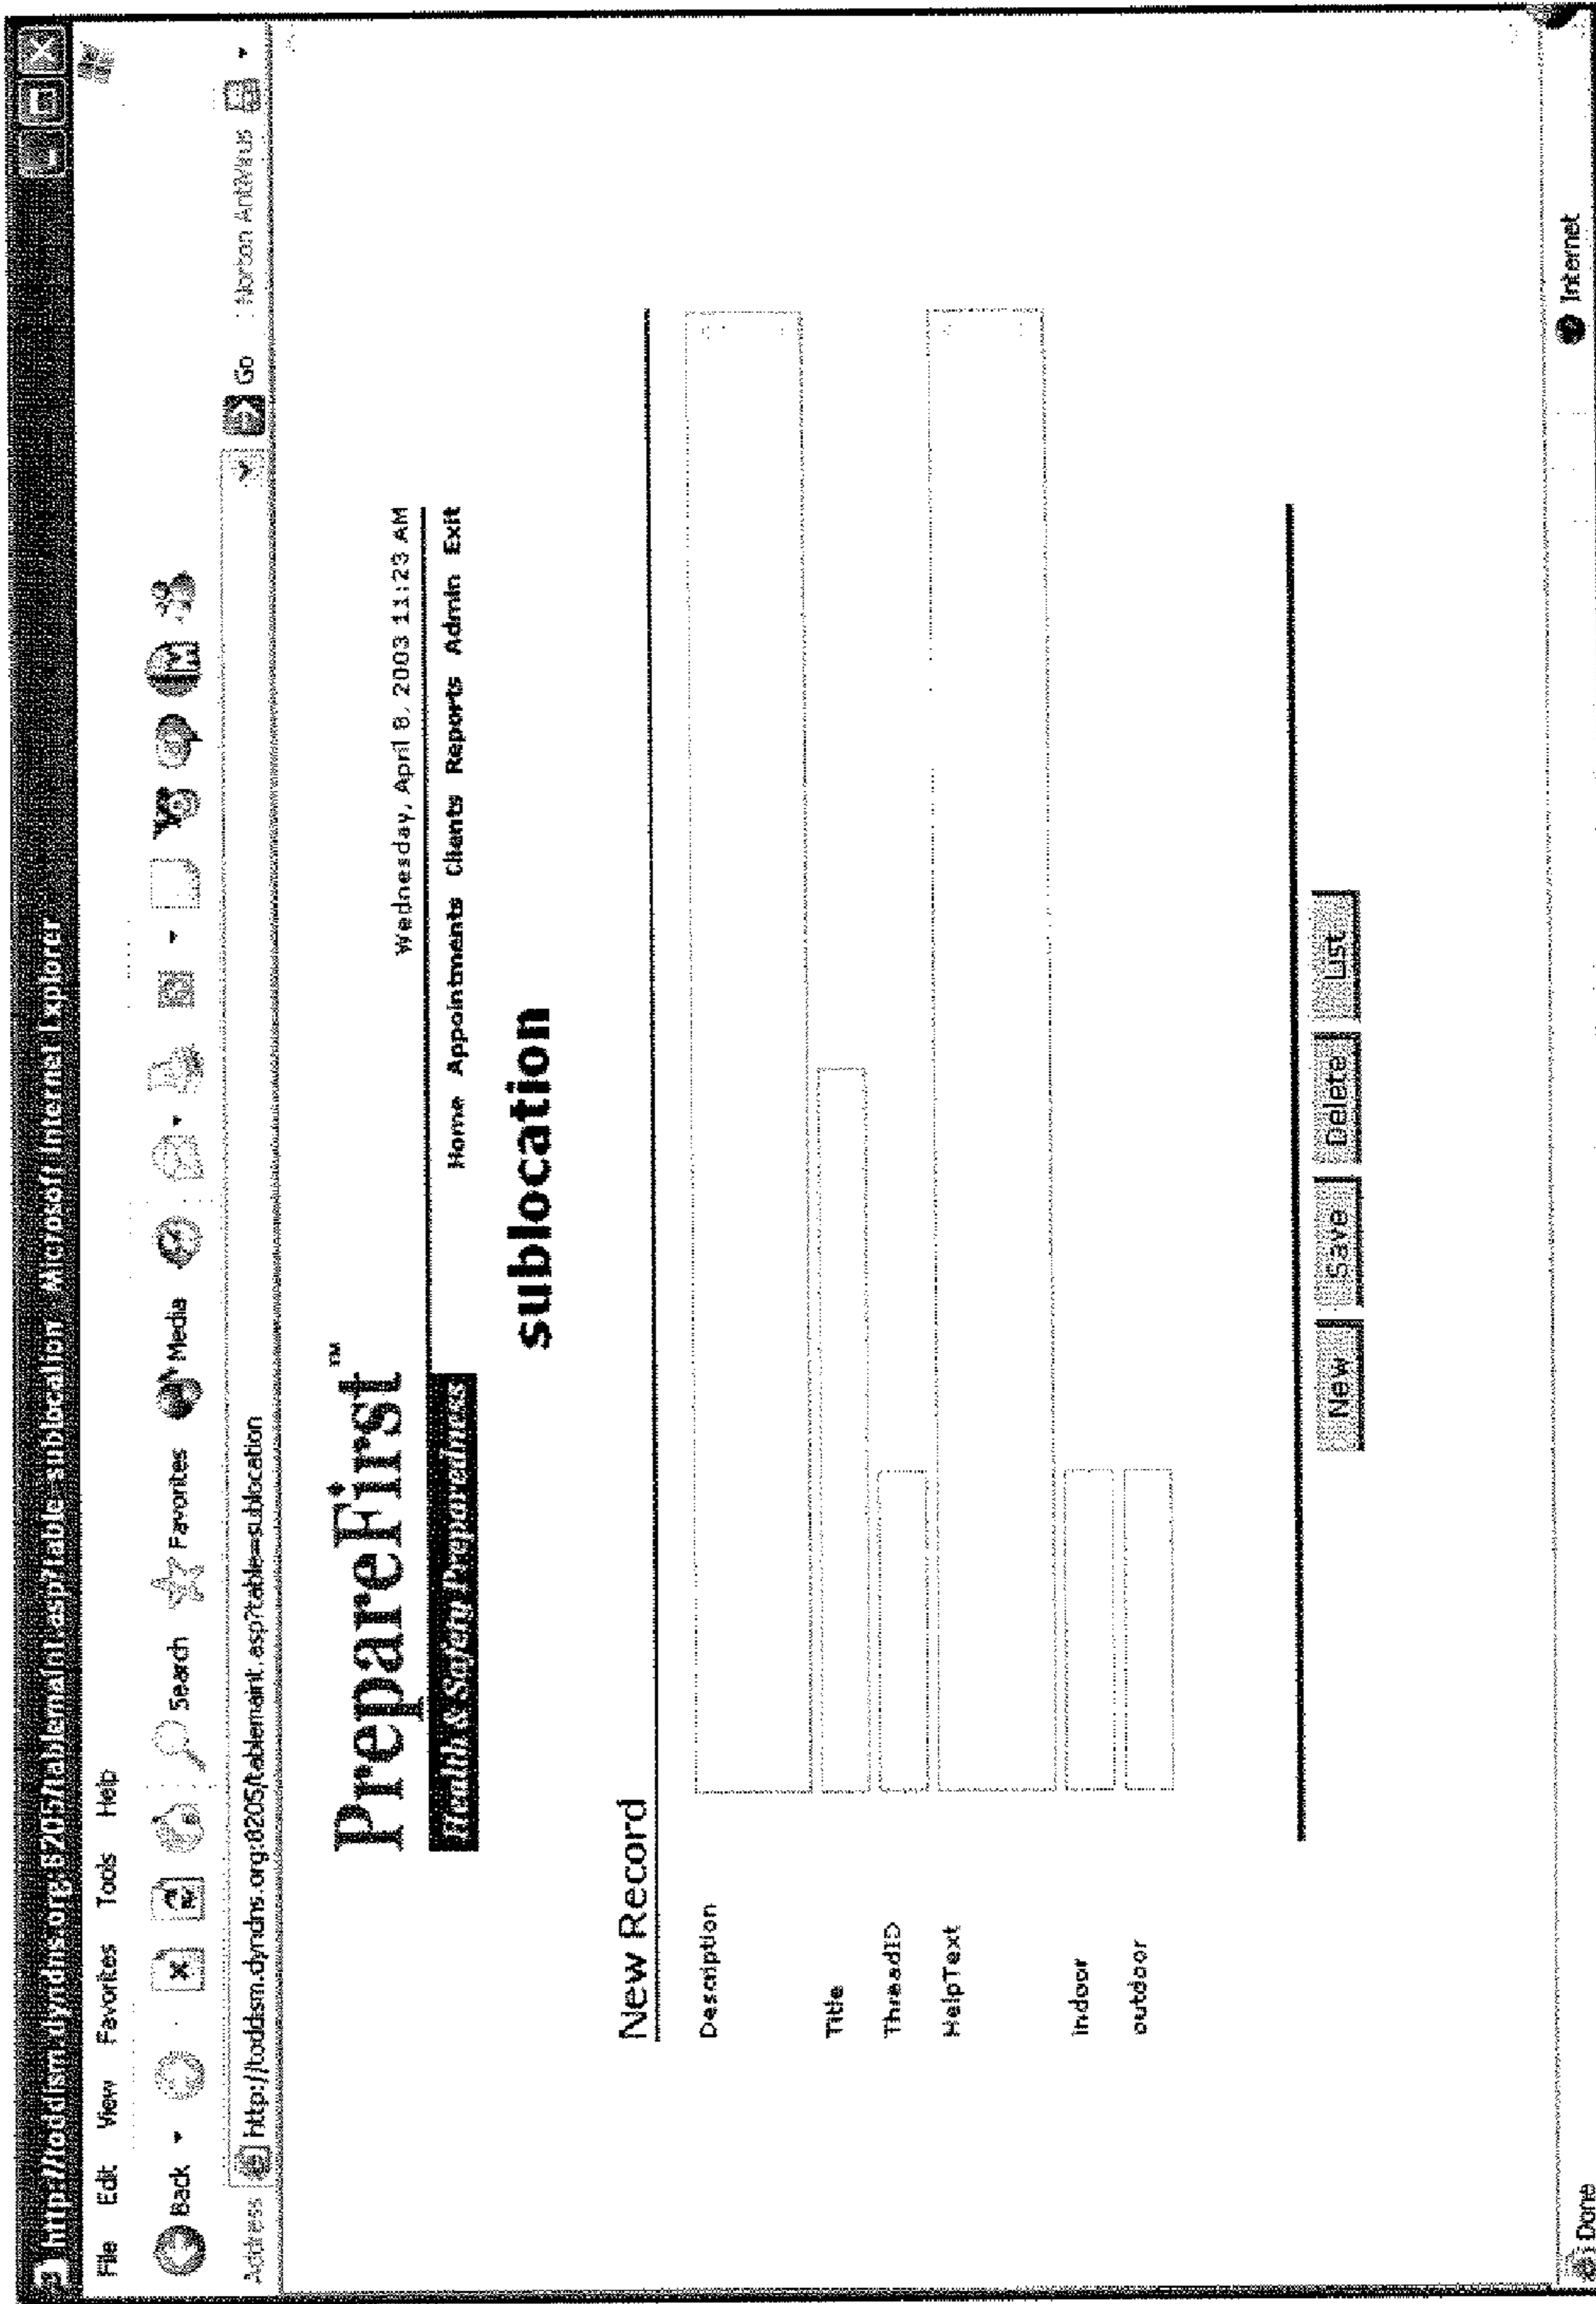 http://toddsm.dyndns.org:8205/tablemaint.asp?table=sublocation - Microsoft Internet Explorer
File Edit View Favorites Tools Help
Back Search Favorites Media
Address http://toddsm.dyndns.org:8205/tablemaint.asp?table=sublocation Go Norton AntiVirus
PrepareFirst™
Wednesday, April 8, 2003 11:23 AM
Health & Safety Preparedness
Home Appointments Clients Reports Admin Exit
sublocation
New Record
Description
Title
ThreadID
HelpText
indoor
outdoor
New Save Delete List
Done Internet